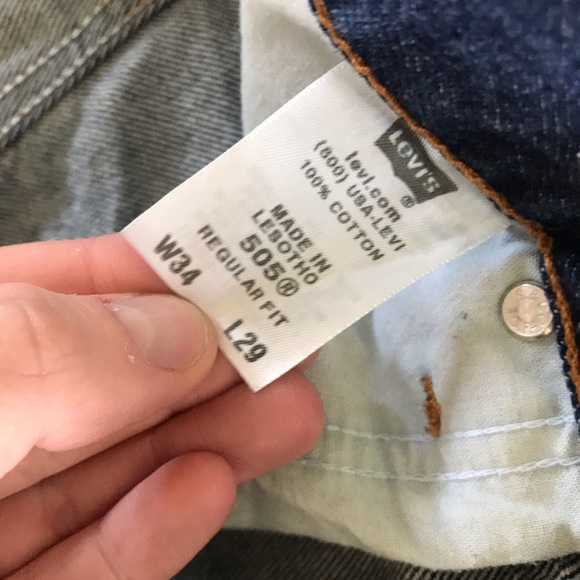 LEVI'S®
levi.com
(800) USA-LEVI
100% COTTON
MADE IN
LESOTHO
505®
REGULAR FIT
W34 L29